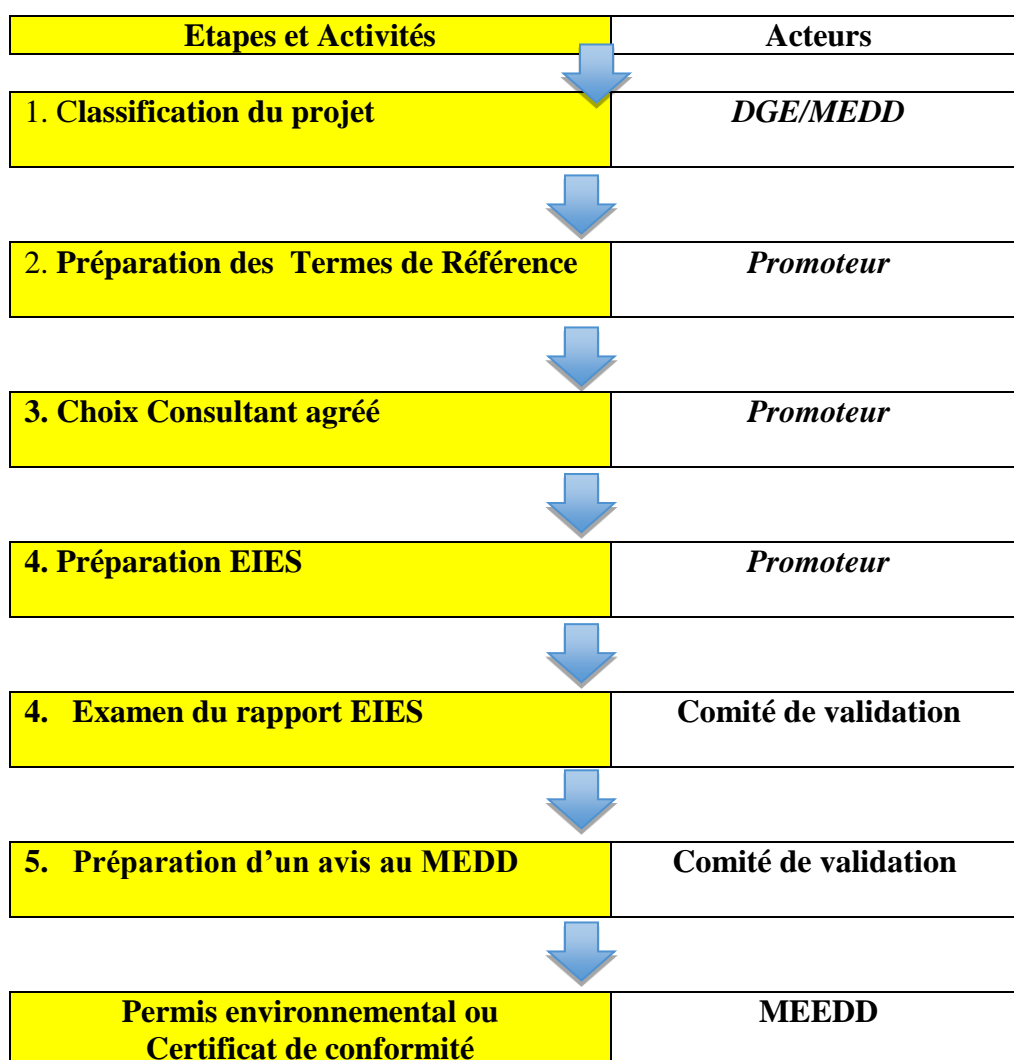 Etapes et Activités Acteurs
1. Classification du projet DGE/MEDD
2. Préparation des Termes de Référence Promoteur
3. Choix Consultant agréé Promoteur
4. Préparation EIES Promoteur
4. Examen du rapport EIES Comité de validation
5. Préparation d’un avis au MEDD Comité de validation
Permis environnemental ou MEEDD
Certificat de conformité